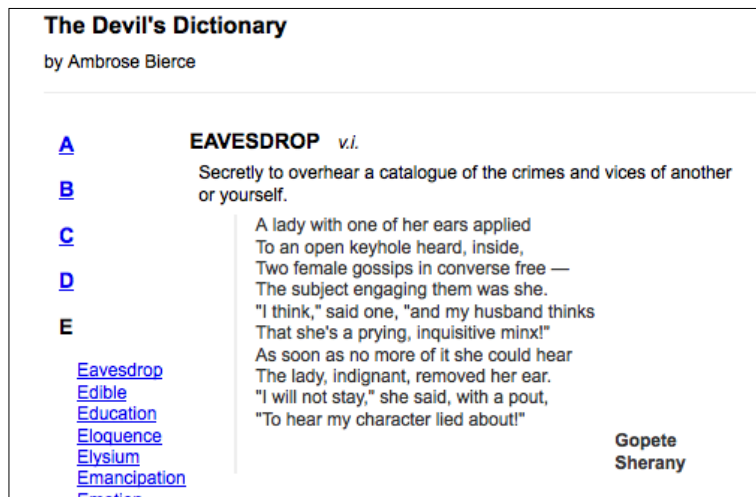 The Devil's Dictionary
by Ambrose Bierce
A
B
C
D
E
Eavesdrop
Edible
Education
Eloquence
Elysium
Emancipation
EAVESDROP v.i.
Secretly to overhear a catalogue of the crimes and vices of another
or yourself.
A lady with one of her ears applied
To an open keyhole heard, inside,
Two female gossips in converse free —
The subject engaging them was she.
"I think," said one, "and my husband thinks
That she's a prying, inquisitive minx!"
As soon as no more of it she could hear
The lady, indignant, removed her ear.
"I will not stay," she said, with a pout,
"To hear my character lied about!"
Gopete
Sherany